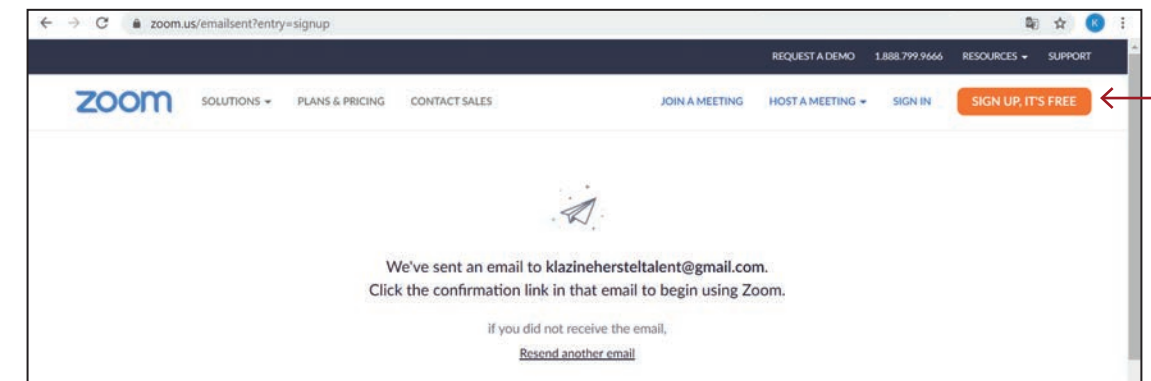 zoom.us/emailsent?entry=signup
K
REQUEST A DEMO 1.888.799.9666 RESOURCES SUPPORT
zoom SOLUTIONS PLANS & PRICING CONTACT SALES JOIN A MEETING HOST A MEETING SIGN IN SIGN UP, IT'S FREE
We've sent an email to klazinehersteltalent@gmail.com.
Click the confirmation link in that email to begin using Zoom.
if you did not receive the email,
Resend another email